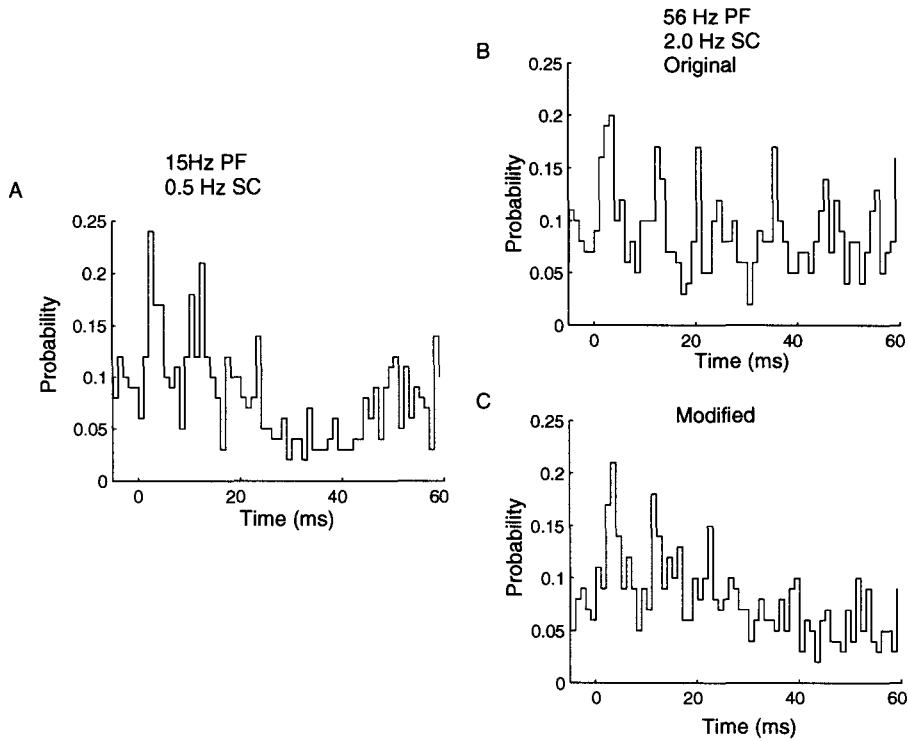 A
15Hz PF
0.5 Hz SC
0.25
0.2
0.15
0.1
0.05
0
Probability
0
20
40
60
Time (ms)
B
56 Hz PF
2.0 Hz SC
Original
0.25
0.2
0.15
0.1
0.05
0
Probability
0
20
40
60
Time (ms)
C
Modified
0.25
0.2
0.15
0.1
0.05
0
Probability
0
20
40
60
Time (ms)